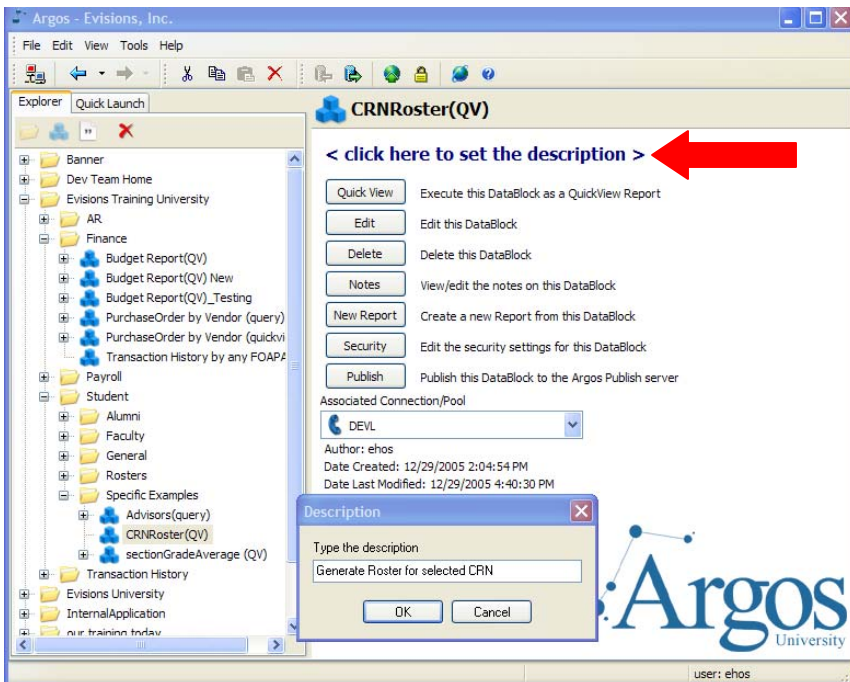 Argos - Evisions, Inc.
File Edit View Tools Help
Explorer Quick Launch
Banner
Dev Team Home
Evisions Training University
AR
Finance
Budget Report(QV)
Budget Report(QV) New
Budget Report(QV)_Testing
PurchaseOrder by Vendor (query)
PurchaseOrder by Vendor (quickvi
Transaction History by any FOAPA
Payroll
Student
Alumni
Faculty
General
Rosters
Specific Examples
Advisors(query)
CRNRoster(QV)
sectionGradeAverage (QV)
Transaction History
Evisions University
InternalApplication
our training today
CRNRoster(QV)
< click here to set the description >
Quick View Execute this DataBlock as a QuickView Report
Edit Edit this DataBlock
Delete Delete this DataBlock
Notes View/edit the notes on this DataBlock
New Report Create a new Report from this DataBlock
Security Edit the security settings for this DataBlock
Publish Publish this DataBlock to the Argos Publish server
Associated Connection/Pool
DEVL
Author: ehos
Date Created: 12/29/2005 2:04:54 PM
Date Last Modified: 12/29/2005 4:40:30 PM
Description
Type the description
Generate Roster for selected CRN
OK Cancel
Argos
University
user: ehos